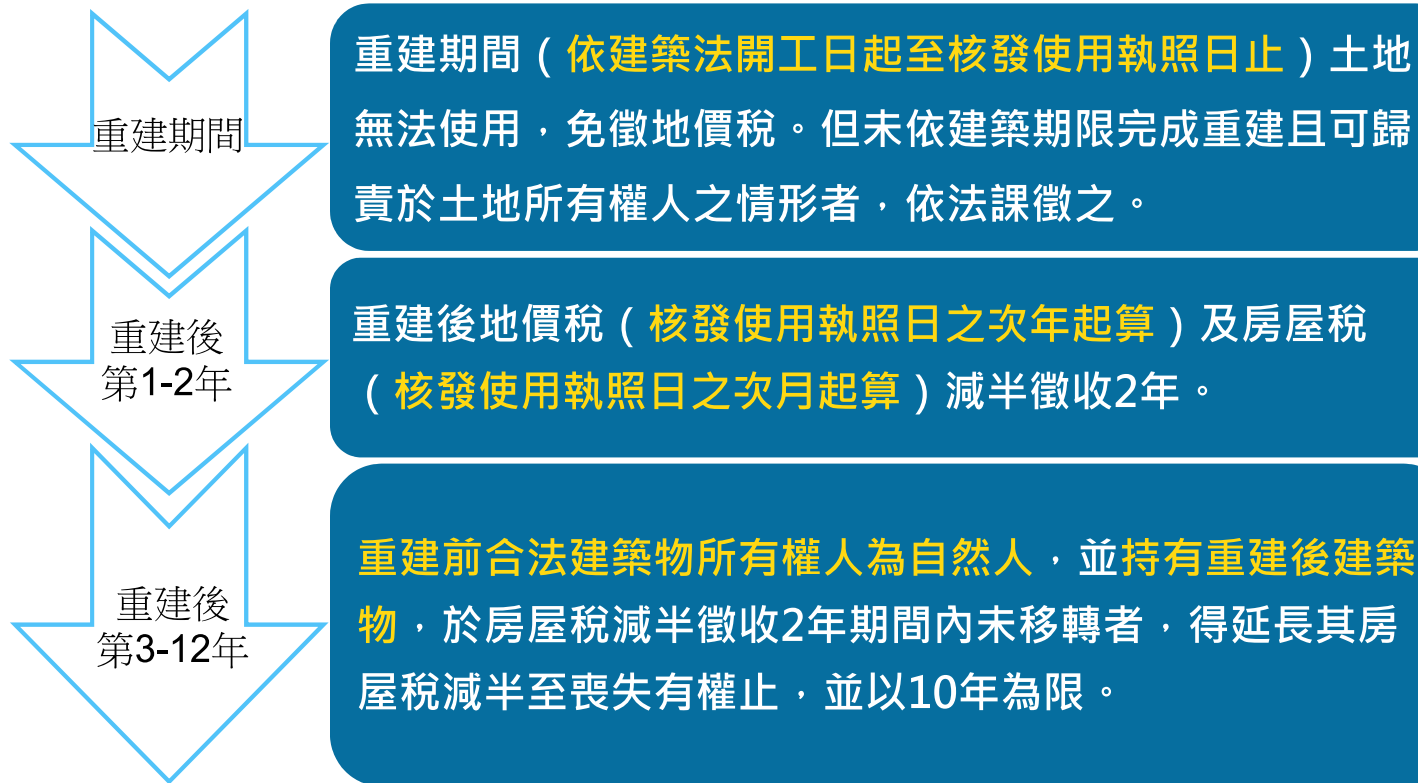 重建期間
重建期間（依建築法開工日起至核發使用執照日止）土地
無法使用，免徵地價稅。但未依建築期限完成重建且可歸
責於土地所有權人之情形者，依法課徵之。
重建後
第1-2年
重建後地價稅（核發使用執照日之次年起算）及房屋稅
（核發使用執照日之次月起算）減半徵收2年。
重建後
第3-12年
重建前合法建築物所有權人為自然人，並持有重建後建築
物，於房屋稅減半徵收2年期間內未移轉者，得延長其房
屋稅減半至喪失有權止，並以10年為限。